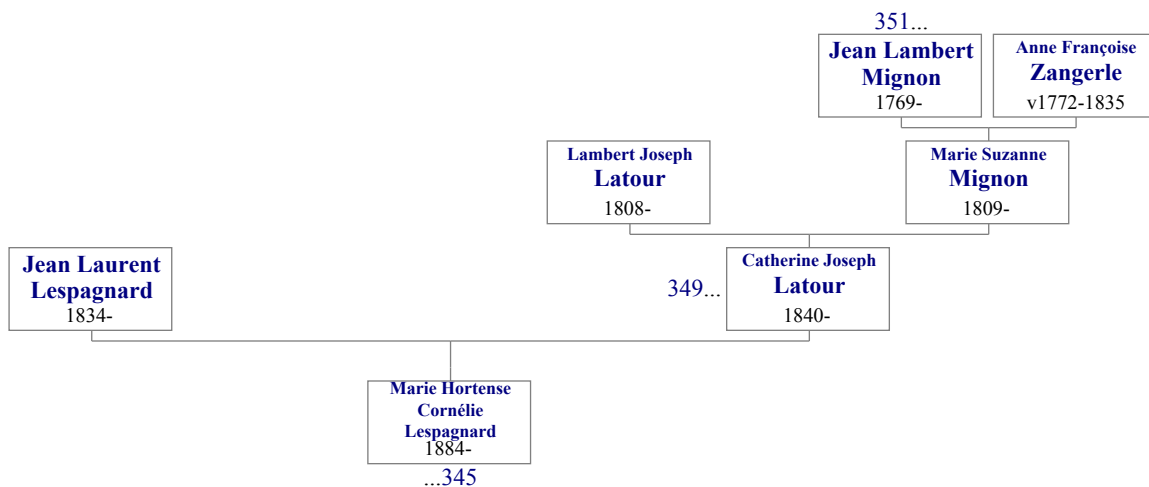 351...
Jean Lambert
Mignon
1769-
Anne Françoise
Zangerle
v1772-1835
Lambert Joseph
Latour
1808-
Marie Suzanne
Mignon
1809-
Jean Laurent
Lespagnard
1834-
349...
Catherine Joseph
Latour
1840-
Marie Hortense
Cornélie
Lespagnard
1884-
...345